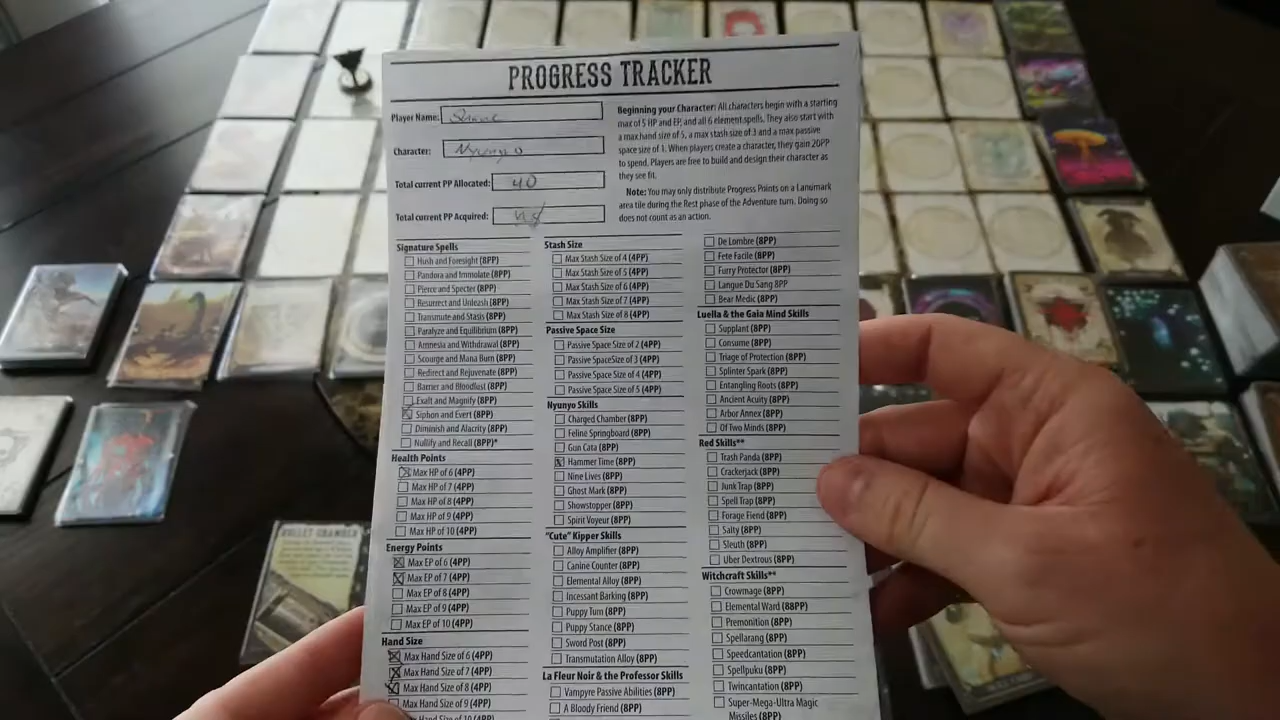 PROGRESS TRACKER
Player Name:
Character: Nyunyo
Total current PP Allocated: 40
Total current PP Acquired:
Beginning your Character: All characters begin with a starting
max of 5 HP and EP, and all 6 element spells. They also start with
a max hand size of 5, a max stash size of 3 and a max passive
space size of 1. When players create a character, they gain 20PP
to spend. Players are free to build and design their character as
they see fit.
Note: You may only distribute Progress Points on a Landmark
area tile during the Rest phase of the Adventure turn. Doing so
does not count as an action.
Signature Spells
Hush and Foresight (8PP)
Pandora and Immolate (8PP)
Pierce and Specter (8PP)
Resurrect and Unleash (8PP)
Transmute and Stasis (8PP)
Paralyze and Equilibrium (8PP)
Amnesia and Withdrawal (8PP)
Scourge and Mana Burn (8PP)
Redirect and Rejuvenate (8PP)
Barrier and Bloodlust (8PP)
Exalt and Magnify (8PP)
Siphon and Evert (8PP)
Diminish and Alacrity (8PP)
Nullify and Recall (8PP)*
Health Points
Max HP of 6 (4PP)
Max HP of 7 (4PP)
Max HP of 8 (4PP)
Max HP of 9 (4PP)
Max HP of 10 (4PP)
Energy Points
Max EP of 6 (4PP)
Max EP of 7 (4PP)
Max EP of 8 (4PP)
Max EP of 9 (4PP)
Max EP of 10 (4PP)
Hand Size
Max Hand Size of 6 (4PP)
Max Hand Size of 7 (4PP)
Max Hand Size of 8 (4PP)
Max Hand Size of 9 (4PP)
Hand Size of 10 (4PP)
Stash Size
Max Stash Size of 4 (4PP)
Max Stash Size of 5 (4PP)
Max Stash Size of 6 (4PP)
Max Stash Size of 7 (4PP)
Max Stash Size of 8 (4PP)
Passive Space Size
Passive Space Size of 2 (4PP)
Passive SpaceSize of 3 (4PP)
Passive Space Size of 4 (4PP)
Passive Space Size of 5 (4PP)
Nyunyo Skills
Charged Chamber (8PP)
Feline Springboard (8PP)
Gun Cata (8PP)
Hammer Time (8PP)
Nine Lives (8PP)
Ghost Mark (8PP)
Showstopper (8PP)
Spirit Voyeur (8PP)
"Cute" Kipper Skills
Alloy Amplifier (8PP)
Canine Counter (8PP)
Elemental Alloy (8PP)
Incessant Barking (8PP)
Puppy Turn (8PP)
Puppy Stance (8PP)
Sword Post (8PP)
Transmutation Alloy (8PP)
La Fleur Noir & the Professor Skills
Vampyre Passive Abilities (8PP)
A Bloody Friend (8PP)
De Lombre (8PP)
Fete Facile (8PP)
Furry Protector (8PP)
Langue Du Sang 8PP
Bear Medic (8PP)
Luella & the Gaia Mind Skills
Supplant (8PP)
Consume (8PP)
Triage of Protection (8PP)
Splinter Spark (8PP)
Entangling Roots (8PP)
Ancient Acuity (8PP)
Arbor Annex (8PP)
Of Two Minds (8PP)
Red Skills**
Trash Panda (8PP)
Crackerjack (8PP)
Junk Trap (8PP)
Spell Trap (8PP)
Forage Fiend (8PP)
Salty (8PP)
Sleuth (8PP)
Uber Dextrous (8PP)
Witchcraft Skills**
Crowmage (8PP)
Elemental Ward (88PP)
Premonition (8PP)
Spellarang (8PP)
Speedcantation (8PP)
Spellpuku (8PP)
Twincantation (8PP)
Super-Mega-Ultra Magic
Missiles (8PP)
BULLET CHAMBER